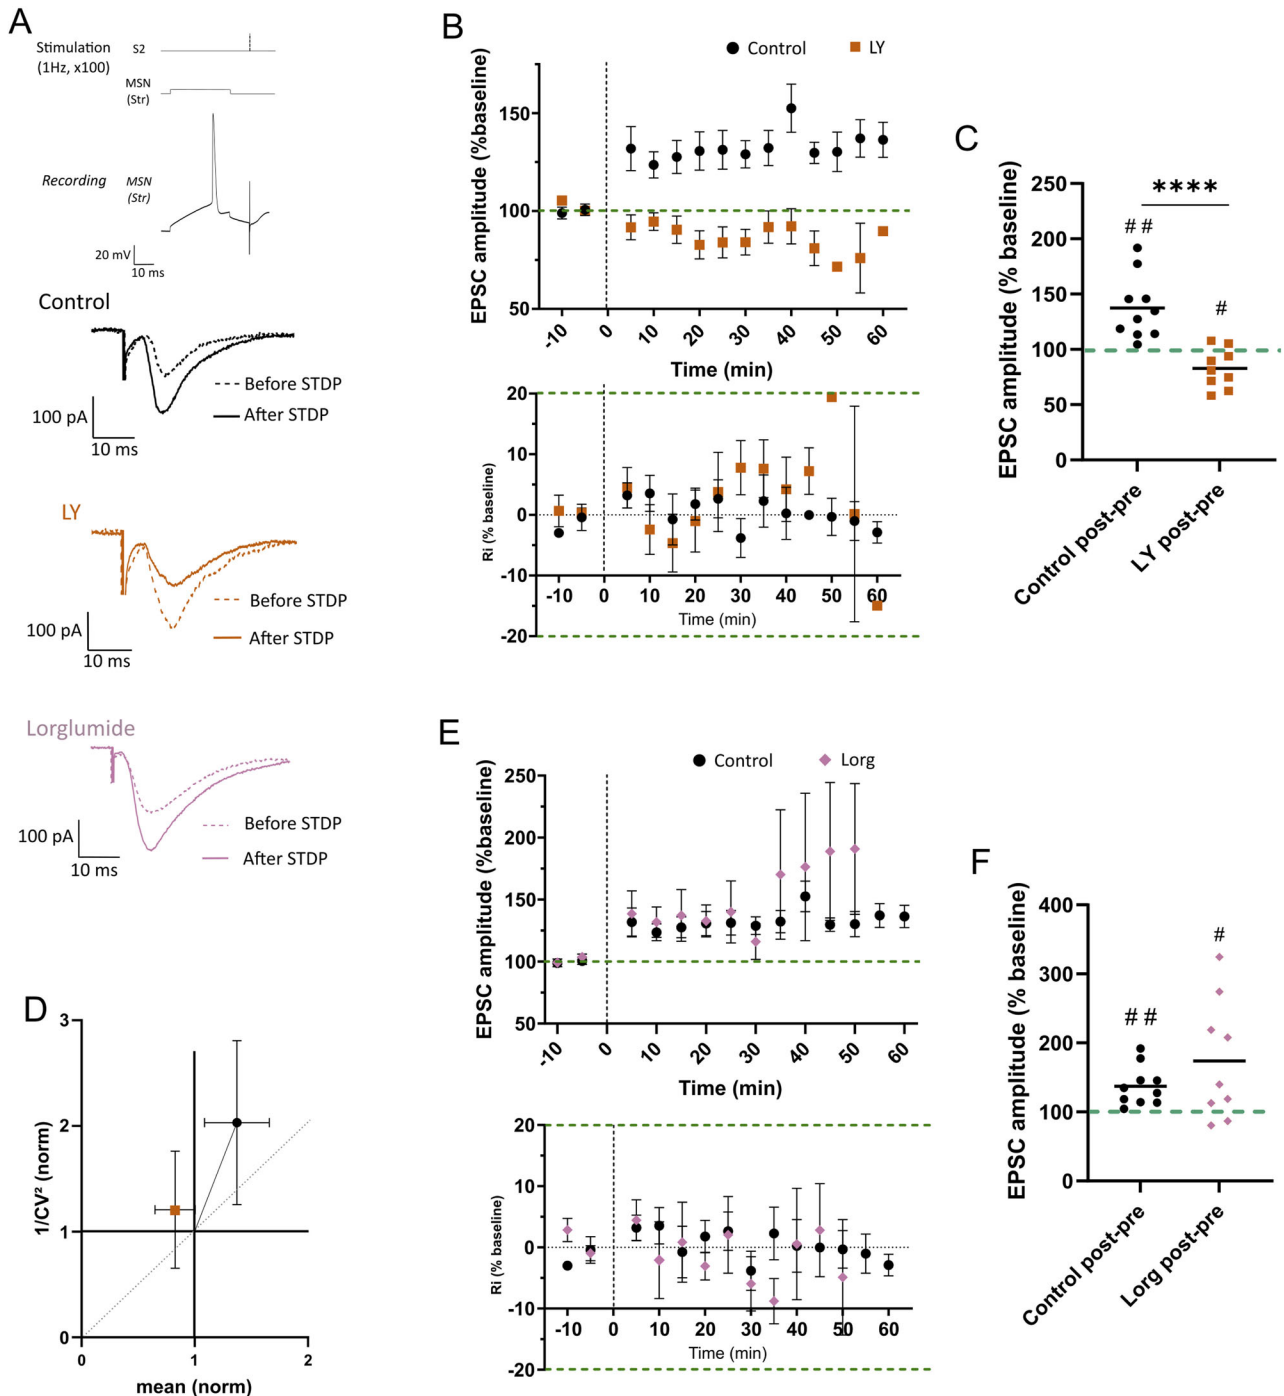 A
Stimulation
(1Hz, x100)
S2
MSN
(Str)
Recording
MSN
(Str)
20 mV
10 ms
Control
Before STDP
After STDP
100 pA
10 ms
LY
Before STDP
After STDP
100 pA
10 ms
Lorglumide
Before STDP
After STDP
100 pA
10 ms
B
Control
LY
EPSC amplitude (%baseline)
150
100
50
-10 0 10 20 30 40 50 60
Time (min)
Ri (% baseline)
20
10
0
-10
-20
-10 0 10 20 30 40 50 60
Time (min)
C
EPSC amplitude (% baseline)
250
200
150
100
50
0
****
##
#
Control post-pre
LY post-pre
D
1/CV² (norm)
3
2
1
0
0 1 2
mean (norm)
E
Control
Lorg
EPSC amplitude (%baseline)
250
200
150
100
50
-10 0 10 20 30 40 50 60
Time (min)
Ri (% baseline)
20
10
0
-10
-20
-10 0 10 20 30 40 50 60
Time (min)
F
EPSC amplitude (% baseline)
400
300
200
100
0
##
#
Control post-pre
Lorg post-pre